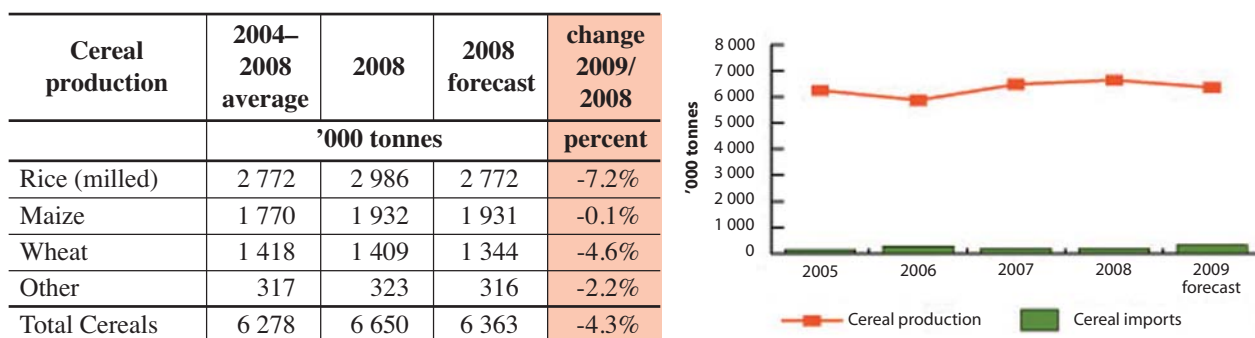 Cereal production 2004–2008 average 2008 2008 forecast change 2009/2008
’000 tonnes percent
Rice (milled) 2 772 2 986 2 772 -7.2%
Maize 1 770 1 932 1 931 -0.1%
Wheat 1 418 1 409 1 344 -4.6%
Other 317 323 316 -2.2%
Total Cereals 6 278 6 650 6 363 -4.3%
’000 tonnes
8 000
7 000
6 000
5 000
4 000
3 000
2 000
1 000
0
2005 2006 2007 2008 2009
forecast
Cereal production Cereal imports